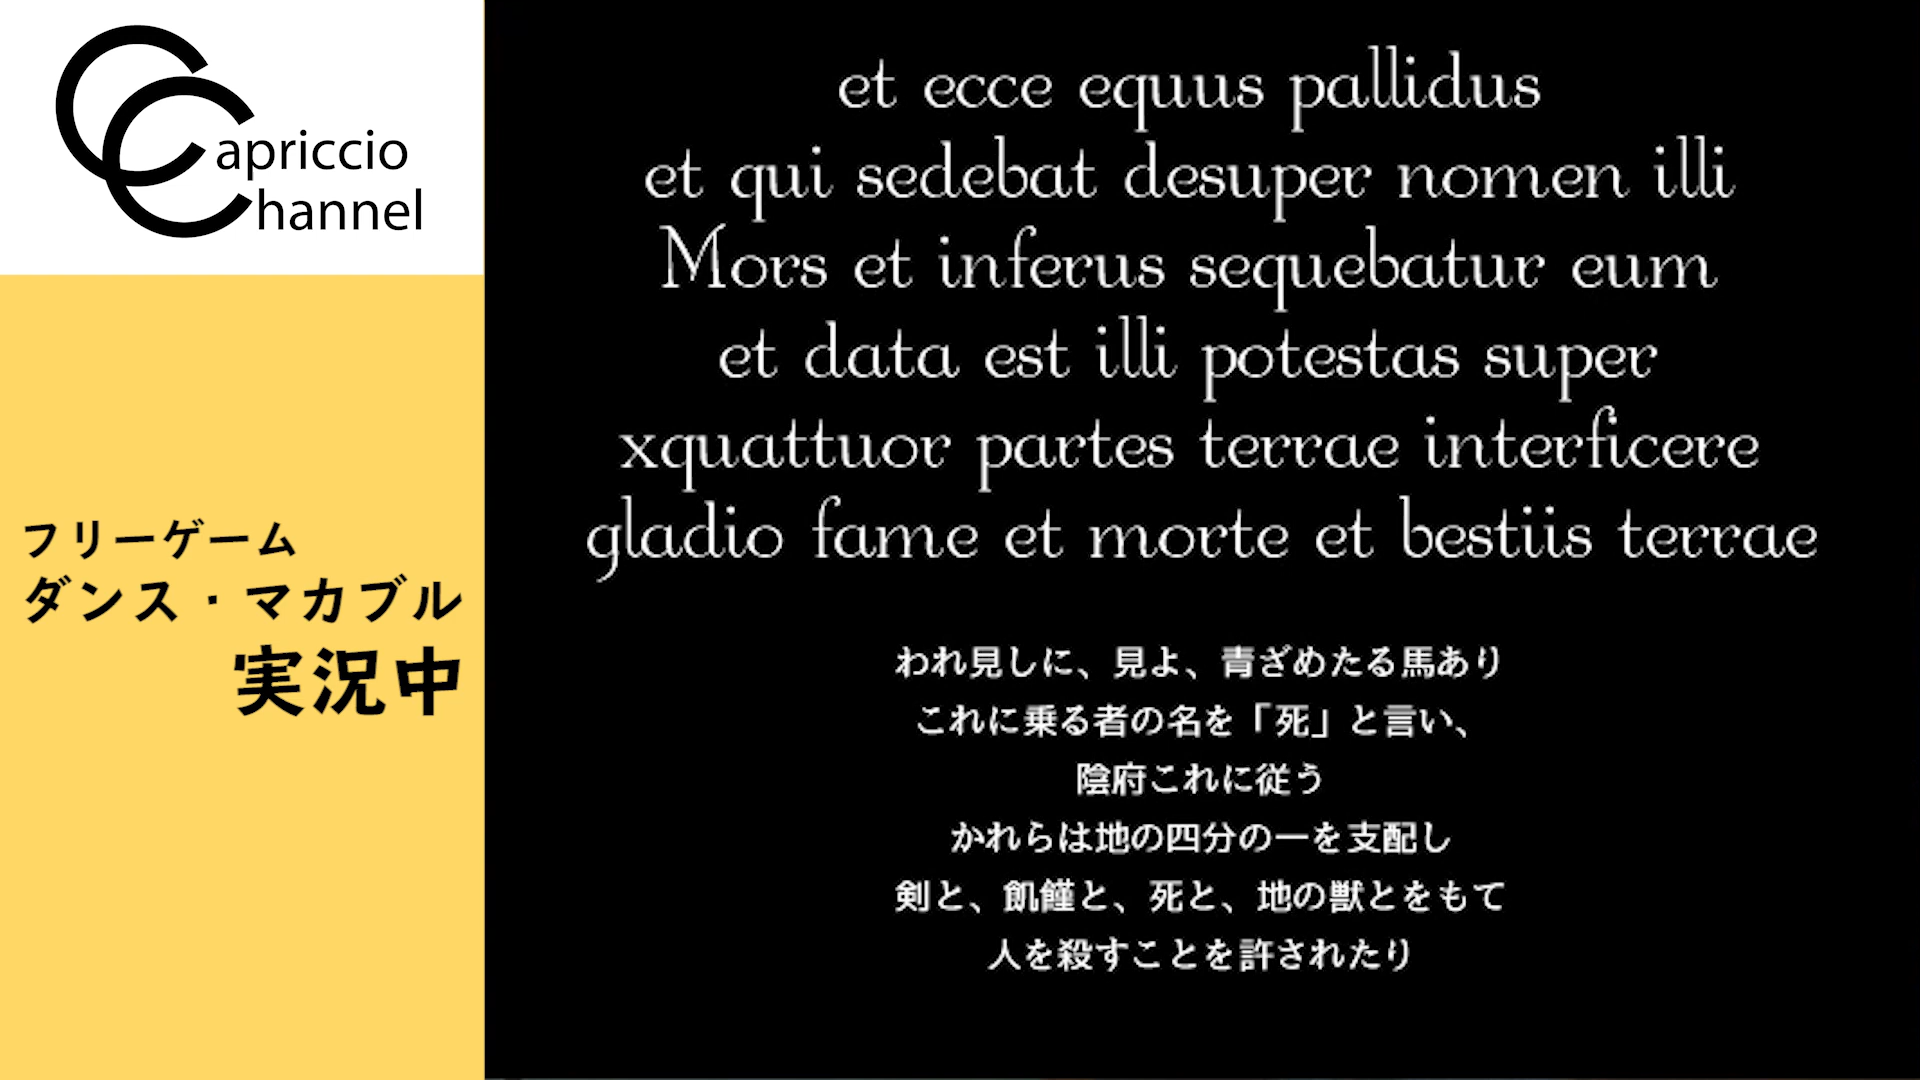 Capriccio
Channel
フリーゲーム
ダンス・マカブル
実況中
et ecce equus pallidus
et qui sedebat desuper nomen illi
Mors et inferus sequebatur eum
et data est illi potestas super
xquattuor partes terrae interficere
gladio fame et morte et bestiis terrae
われ見しに、見よ、青ざめたる馬あり
これに乗る者の名を「死」と言い、
陰府これに従う
かれらは地の四分の一を支配し
剣と、飢饉と、死と、地の獣とをもて
人を殺すことを許されたり